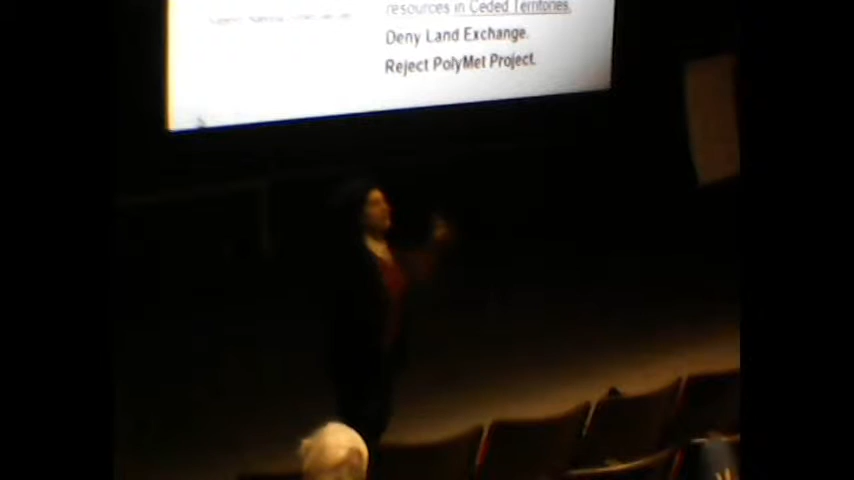 resources in Ceded Territories.
Deny Land Exchange.
Reject PolyMet Project.